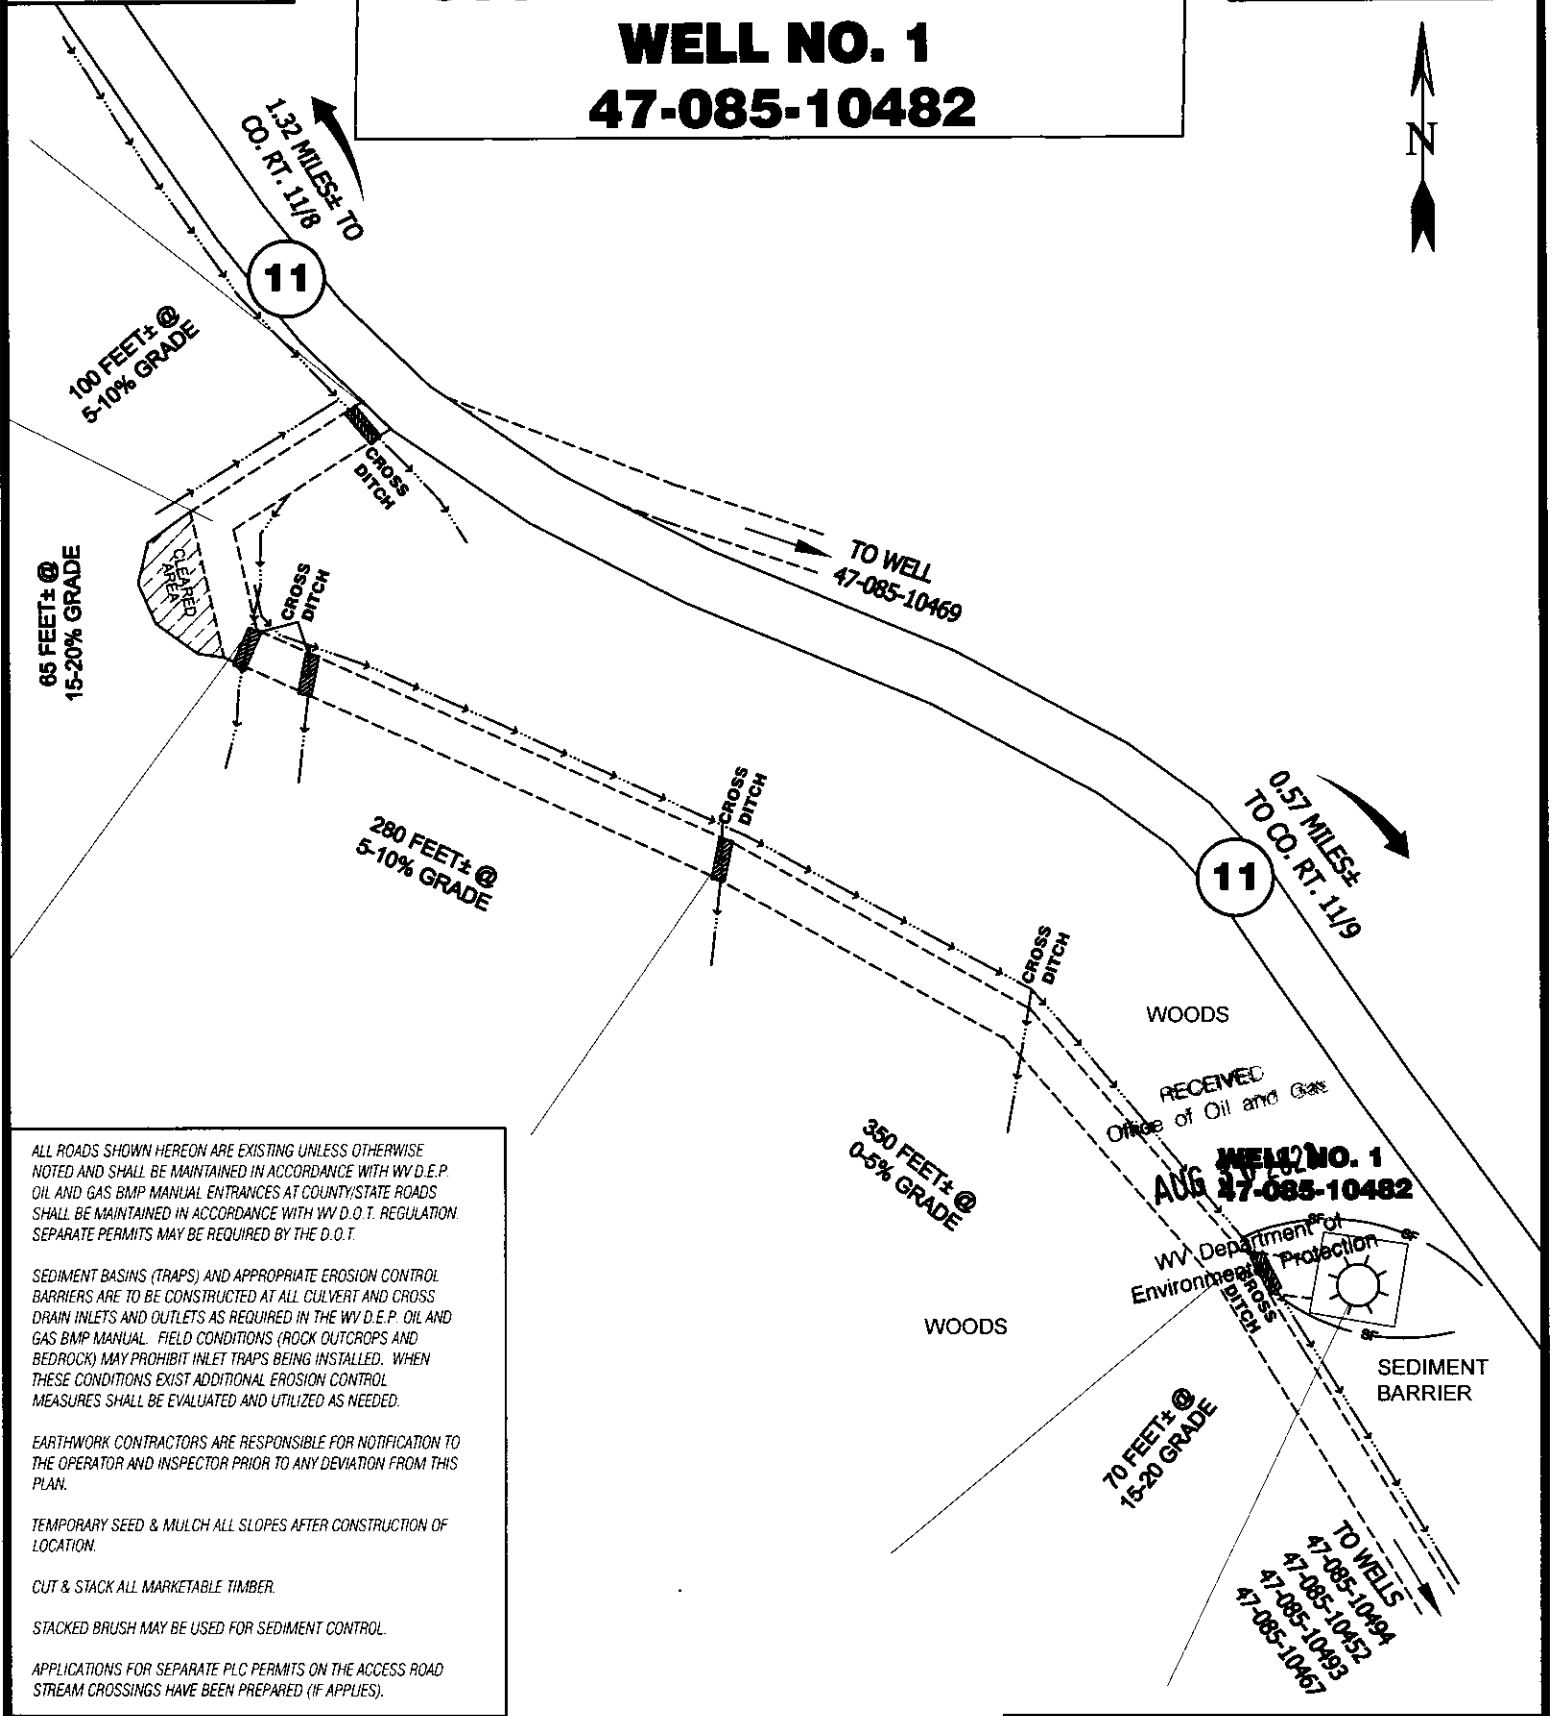 WELL NO. 1
47-085-10482
N
1.32 MILES± TO
CO. RT. 11/8
11
100 FEET± @
5-10% GRADE
CROSS
DITCH
TO WELL
47-085-10469
CLEARED
AREA
CROSS
DITCH
65 FEET± @
15-20% GRADE
CROSS
DITCH
280 FEET± @
5-10% GRADE
0.57 MILES±
TO CO. RT. 11/9
11
CROSS
DITCH
WOODS
RECEIVED
Office of Oil and Gas
350 FEET± @
0-5% GRADE
WELL NO. 1
AUG
47-085-10482
SF
SF
WV Department of
Environmental Protection
CROSS
DITCH
WOODS
SF
SEDIMENT
BARRIER
70 FEET± @
15-20 GRADE
TO WELLS
47-085-10494
47-085-10452
47-085-10493
47-085-10467
ALL ROADS SHOWN HEREON ARE EXISTING UNLESS OTHERWISE
NOTED AND SHALL BE MAINTAINED IN ACCORDANCE WITH WV D.E.P.
OIL AND GAS BMP MANUAL ENTRANCES AT COUNTY/STATE ROADS
SHALL BE MAINTAINED IN ACCORDANCE WITH WV D.O.T. REGULATION.
SEPARATE PERMITS MAY BE REQUIRED BY THE D.O.T.
SEDIMENT BASINS (TRAPS) AND APPROPRIATE EROSION CONTROL
BARRIERS ARE TO BE CONSTRUCTED AT ALL CULVERT AND CROSS
DRAIN INLETS AND OUTLETS AS REQUIRED IN THE WV D.E.P. OIL AND
GAS BMP MANUAL. FIELD CONDITIONS (ROCK OUTCROPS AND
BEDROCK) MAY PROHIBIT INLET TRAPS BEING INSTALLED. WHEN
THESE CONDITIONS EXIST ADDITIONAL EROSION CONTROL
MEASURES SHALL BE EVALUATED AND UTILIZED AS NEEDED.
EARTHWORK CONTRACTORS ARE RESPONSIBLE FOR NOTIFICATION TO
THE OPERATOR AND INSPECTOR PRIOR TO ANY DEVIATION FROM THIS
PLAN.
TEMPORARY SEED & MULCH ALL SLOPES AFTER CONSTRUCTION OF
LOCATION.
CUT & STACK ALL MARKETABLE TIMBER.
STACKED BRUSH MAY BE USED FOR SEDIMENT CONTROL.
APPLICATIONS FOR SEPARATE PLC PERMITS ON THE ACCESS ROAD
STREAM CROSSINGS HAVE BEEN PREPARED (IF APPLIES).